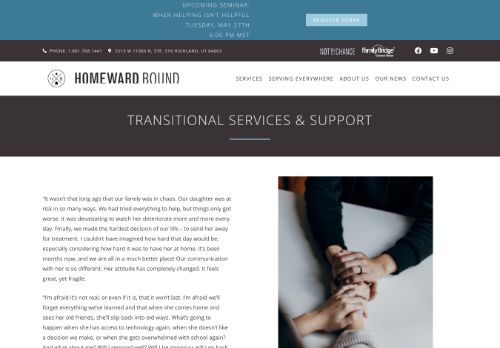 UPCOMING SEMINAR:
WHEN HELPING ISN'T HELPFUL
TUESDAY, MAY 27TH
6:00 PM MST
REGISTER TODAY
PHONE: 1.801.768.1441
5513 W 11000 N, STE. 316 HIGHLAND, UT 84003
NOT BY CHANCE
FamilyBridge
HOMEWARD BOUND
SERVICES
SERVING EVERYWHERE
ABOUT US
OUR NEWS
CONTACT US
TRANSITIONAL SERVICES & SUPPORT
"It wasn't that long ago that our family was in chaos. Our daughter was at
risk in so many ways. We had tried everything to help, but things only got
worse. It was devastating to watch her deteriorate more and more every
day. Finally, we made the hardest decision of our life – to send her away
for treatment. I couldn't have imagined how hard that day would be,
especially considering how hard it was to have her at home. It's been
months now, and we are all in a much better place! Our communication
with her is so different. Her attitude has completely changed. It feels
great, yet fragile.
"I'm afraid it's not real, or even if it is, that it won't last. I'm afraid we'll
forget everything we've learned and that when she comes home and
sees her old friends, she'll slip back into old ways. What's going to
happen when she has access to technology again, when she doesn't like
a decision we make, or when she gets overwhelmed with school again?